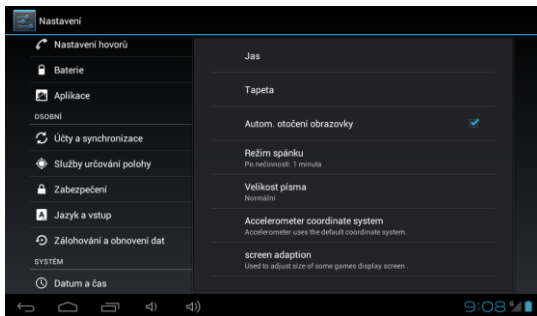 Nastavení
Nastavení hovorů
Baterie
Aplikace
OSOBNÍ
Účty a synchronizace
Služby určování polohy
Zabezpečení
Jazyk a vstup
Zálohování a obnovení dat
SYSTÉM
Datum a čas
Jas
Tapeta
Autom. otočení obrazovky
Režim spánku
Po nečinnosti: 1 minuta
Velikost písma
Normální
Accelerometer coordinate system
Accelerometer uses the default coordinate system.
screen adaption
Used to adjust size of some games display screen .
9:08